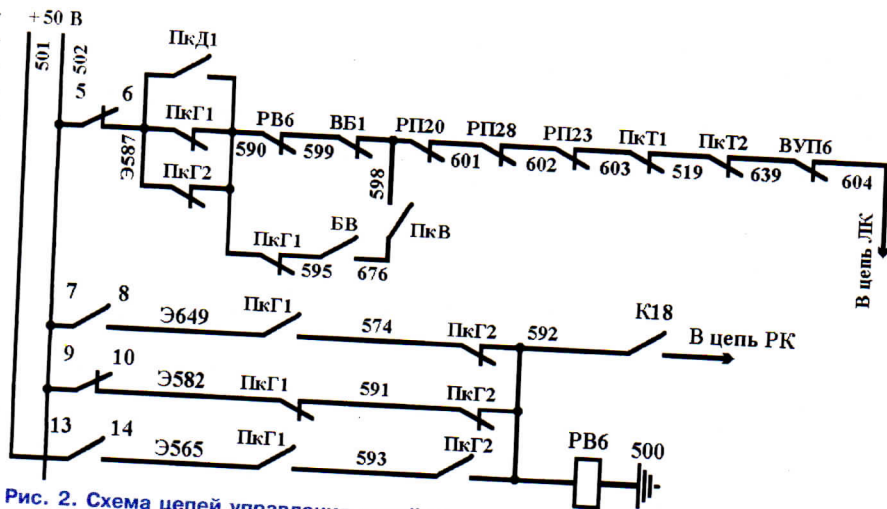 +50 В
501
502
5
6
ПкД1
ПкГ1
РВ6
ВБ1
РП20
РП28
РП23
ПкТ1
ПкТ2
ВУП6
Э587
590
599
601
602
603
519
639
604
ПкГ2
598
ПкГ1
БВ
ПкВ
595
676
В цепь ЛК
7
8
Э649
ПкГ1
574
ПкГ2
592
К18
В цепь РК
9
10
Э582
ПкГ1
591
ПкГ2
13
14
Э565
ПкГ1
593
ПкГ2
РВ6
500
Рис. 2. Схема цепей